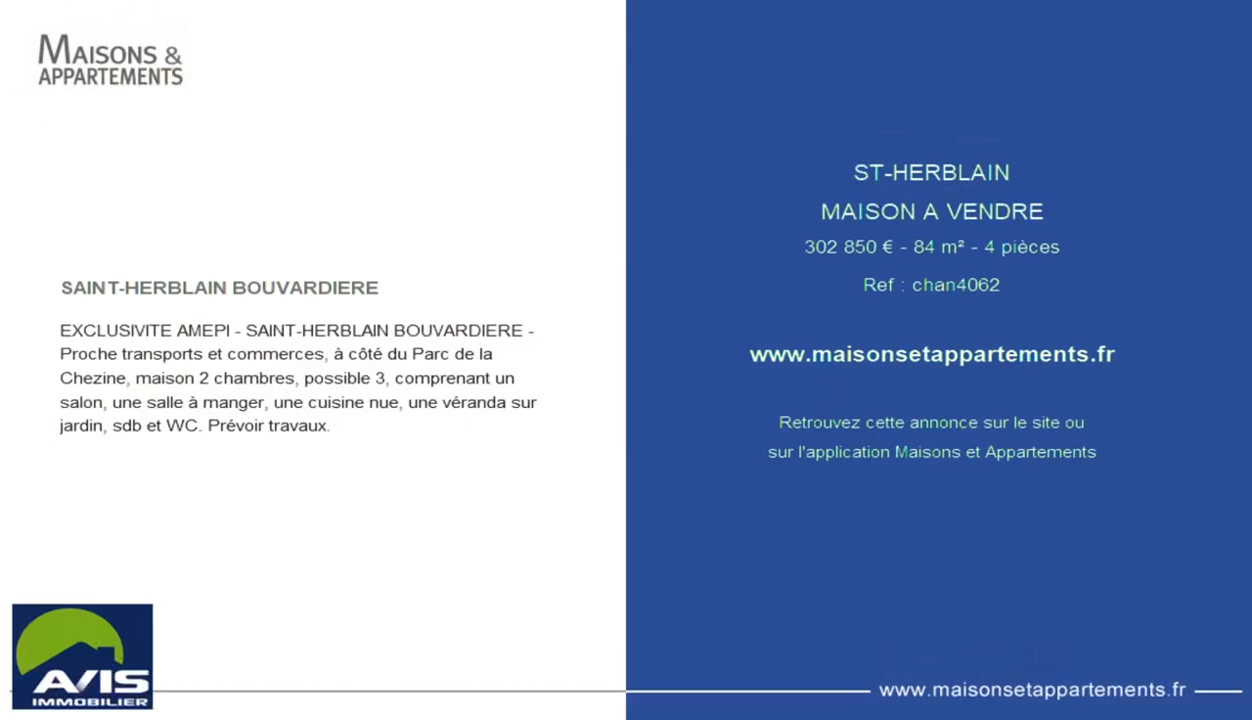 MAISONS &
APPARTEMENTS
SAINT-HERBLAIN BOUVARDIERE
EXCLUSIVITE AMEPI - SAINT-HERBLAIN BOUVARDIERE -
Proche transports et commerces, à côté du Parc de la
Chezine, maison 2 chambres, possible 3, comprenant un
salon, une salle à manger, une cuisine nue, une véranda sur
jardin, sdb et WC. Prévoir travaux.
AVIS
IMMOBILIER
ST-HERBLAIN
MAISON A VENDRE
302 850 € - 84 m² - 4 pièces
Ref : chan4062
www.maisonsetappartements.fr
Retrouvez cette annonce sur le site ou
sur l'application Maisons et Appartements
www.maisonsetappartements.fr